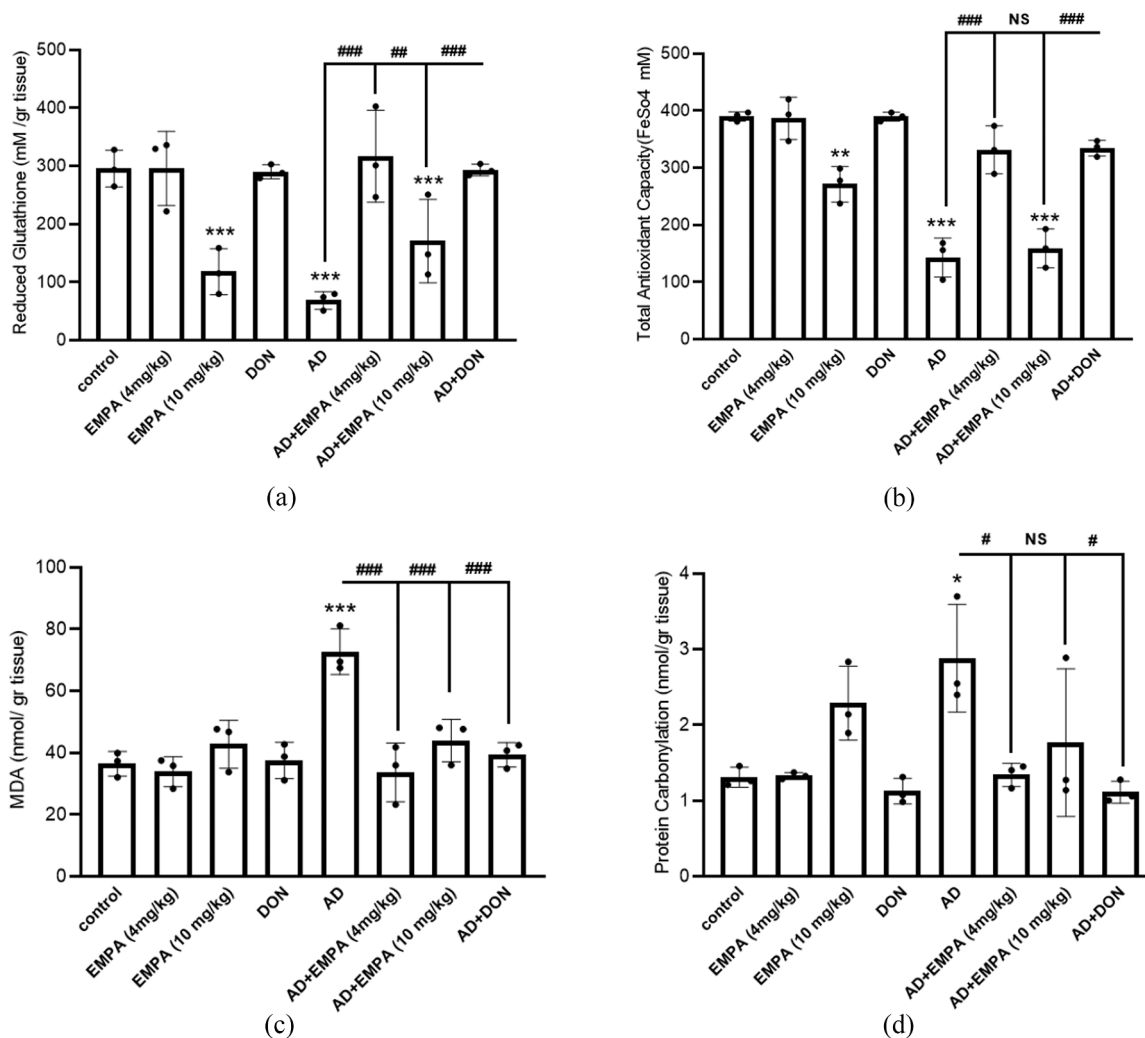 ### ## ###
Reduced Glutathione (mM /gr tissue)
500
400
300
200
100
0
*** *** ***
control EMPA (4mg/kg) EMPA (10 mg/kg) DON AD AD+EMPA (4mg/kg) AD+EMPA (10 mg/kg) AD+DON
(a)
### NS ###
Total Antioxidant Capacity(FeSo4 mM)
500
400
300
200
100
0
** *** ***
control EMPA (4mg/kg) EMPA (10 mg/kg) DON AD AD+EMPA (4mg/kg) AD+EMPA (10 mg/kg) AD+DON
(b)
### ### ###
MDA (nmol/ gr tissue)
100
80
60
40
20
0
***
control EMPA (4mg/kg) EMPA (10 mg/kg) DON AD AD+EMPA (4mg/kg) AD+EMPA (10 mg/kg) AD+DON
(c)
# NS #
Protein Carbonylation (nmol/gr tissue)
4
3
2
1
0
*
control EMPA (4mg/kg) EMPA (10 mg/kg) DON AD AD+EMPA (4mg/kg) AD+EMPA (10 mg/kg) AD+DON
(d)